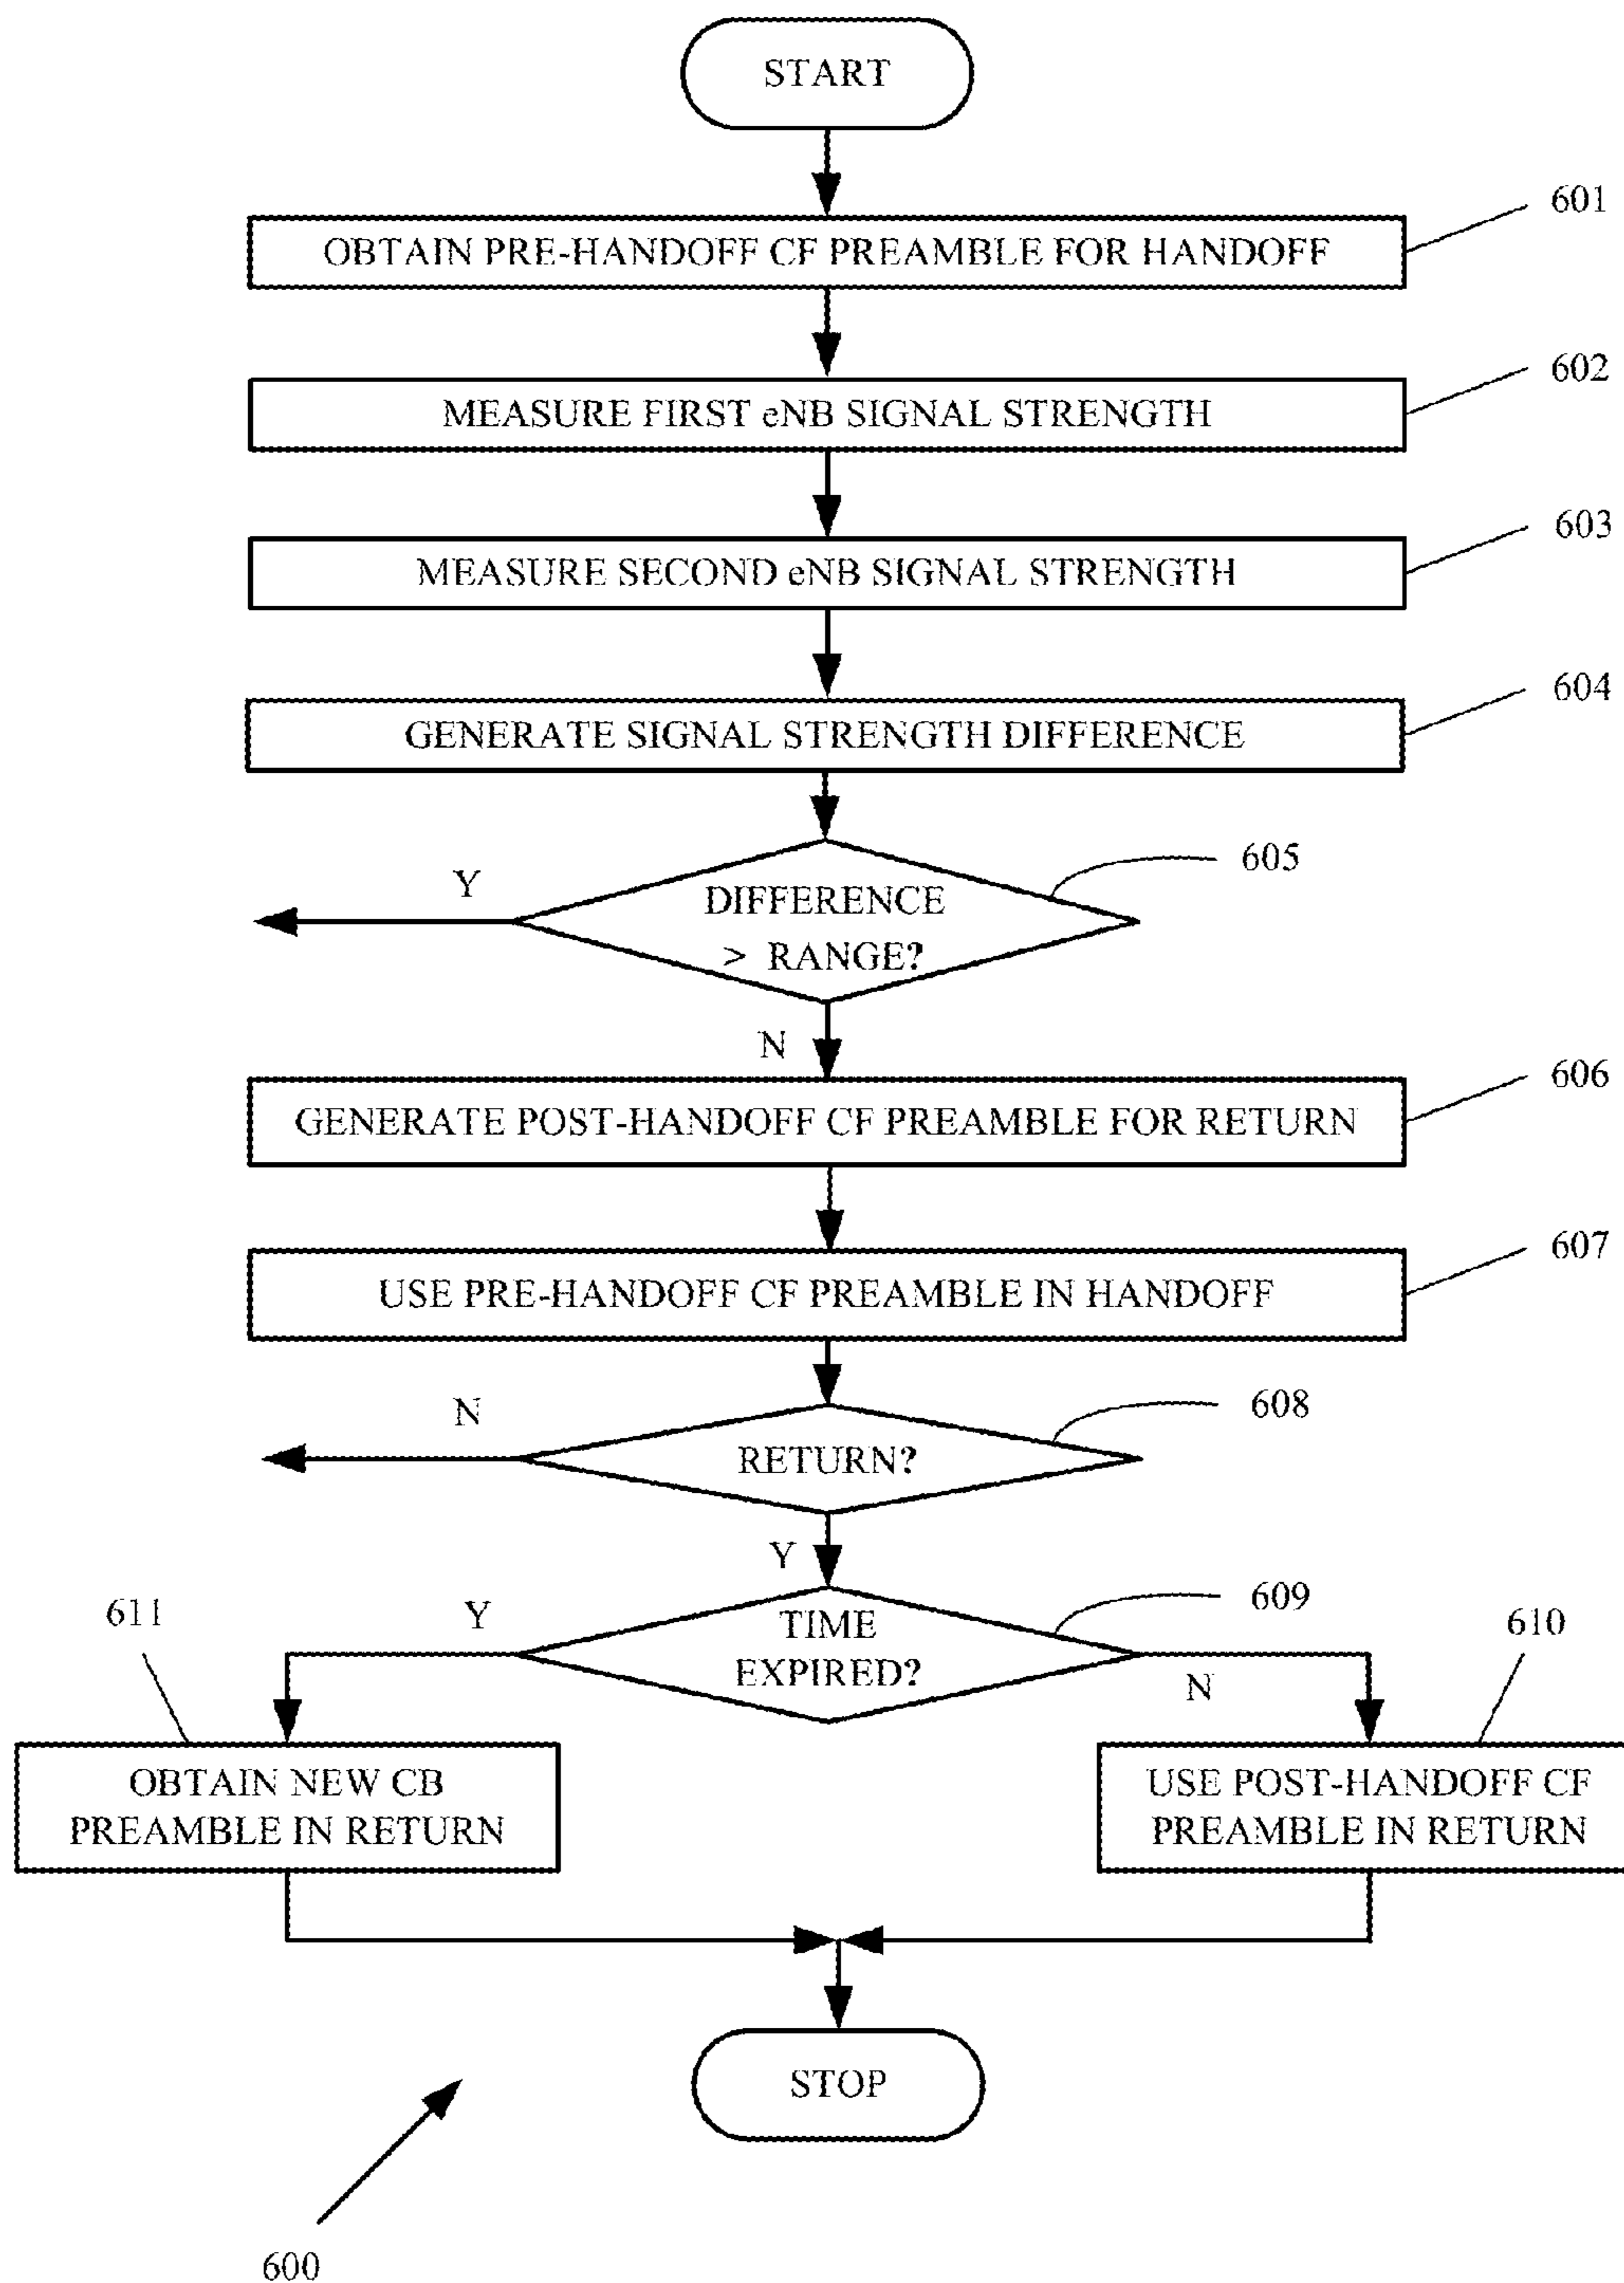 START
601
OBTAIN PRE-HANDOFF CF PREAMBLE FOR HANDOFF
602
MEASURE FIRST eNB SIGNAL STRENGTH
603
MEASURE SECOND eNB SIGNAL STRENGTH
604
GENERATE SIGNAL STRENGTH DIFFERENCE
605
Y
DIFFERENCE
> RANGE?
N
606
GENERATE POST-HANDOFF CF PREAMBLE FOR RETURN
607
USE PRE-HANDOFF CF PREAMBLE IN HANDOFF
608
N
RETURN?
Y
609
611
Y
TIME
EXPIRED?
610
N
OBTAIN NEW CB
PREAMBLE IN RETURN
USE POST-HANDOFF CF
PREAMBLE IN RETURN
STOP
600